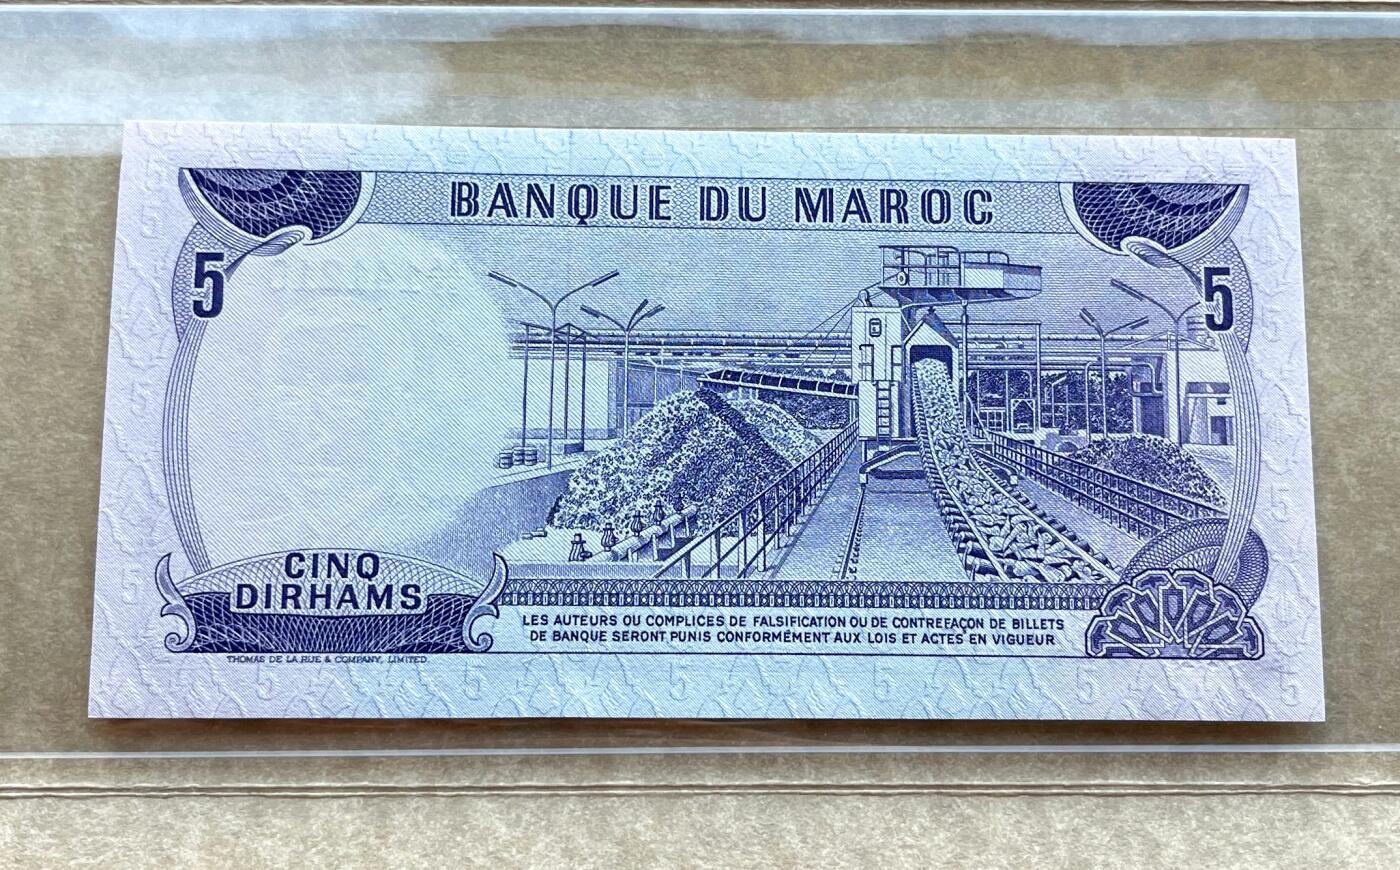 BANQUE DU MAROC
5
5
CINQ
DIRHAMS
LES AUTEURS OU COMPLICES DE FALSIFICATION OU DE CONTREFAÇON DE BILLETS
DE BANQUE SERONT PUNIS CONFORMÉMENT AUX LOIS ET ACTES EN VIGUEUR
THOMAS DE LA RUE & COMPANY, LIMITED.